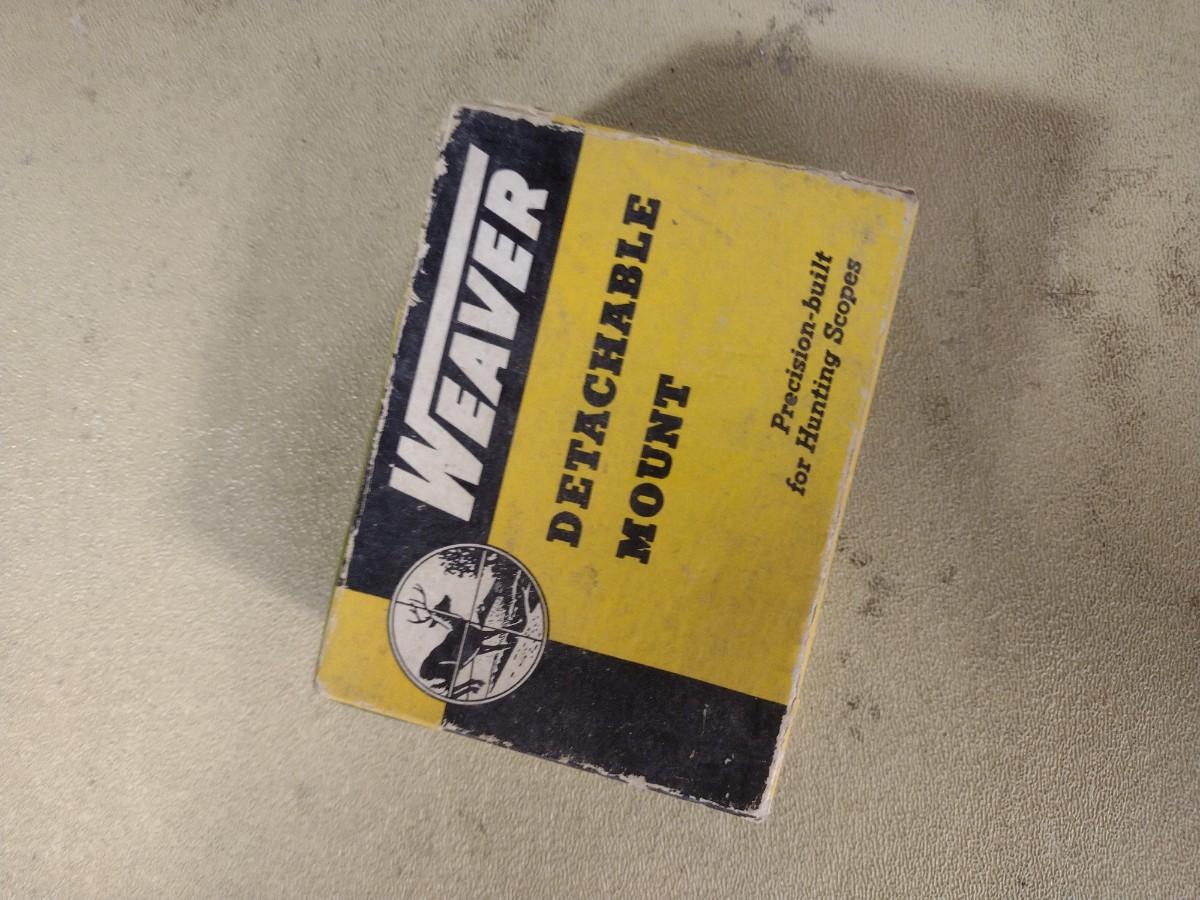 WEAVER
DETACHABLE
MOUNT
Precision-built
for Hunting Scopes